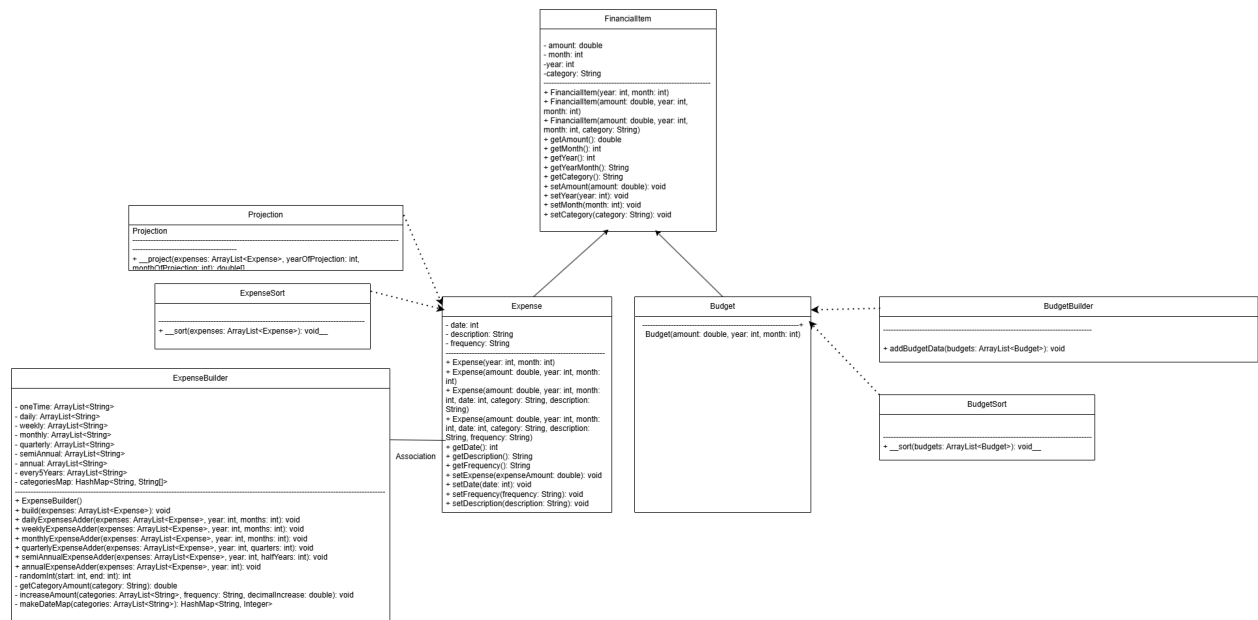 FinancialItem
- amount: double
- month: int
-year: int
-category: String
+ FinancialItem(year: int, month: int)
+ FinancialItem(amount: double, year: int,
month: int)
+ FinancialItem(amount: double, year: int,
month: int, category: String)
+ getAmount(): double
+ getMonth(): int
+ getYear(): int
+ getYearMonth(): String
+ getCategory(): String
+ setAmount(amount: double): void
+ setYear(year: int): void
+ setMonth(month: int): void
+ setCategory(category: String): void
Projection
Projection
+ __project(expenses: ArrayList<Expense>, yearOfProjection: int,
monthOfProjection: int): double[]
ExpenseSort
+ __sort(expenses: ArrayList<Expense>): void__
ExpenseBuilder
- oneTime: ArrayList<String>
- daily: ArrayList<String>
- weekly: ArrayList<String>
- monthly: ArrayList<String>
- quarterly: ArrayList<String>
- semiAnnual: ArrayList<String>
- annual: ArrayList<String>
- every5Years: ArrayList<String>
- categoriesMap: HashMap<String, String[]>
+ ExpenseBuilder()
+ build(expenses: ArrayList<Expense>): void
+ dailyExpensesAdder(expenses: ArrayList<Expense>, year: int, months: int): void
+ weeklyExpenseAdder(expenses: ArrayList<Expense>, year: int, months: int): void
+ monthlyExpenseAdder(expenses: ArrayList<Expense>, year: int, months: int): void
+ quarterlyExpenseAdder(expenses: ArrayList<Expense>, year: int, quarters: int): void
+ semiAnnualExpenseAdder(expenses: ArrayList<Expense>, year: int, halfYears: int): void
+ annualExpenseAdder(expenses: ArrayList<Expense>, year: int): void
- randomInt(start: int, end: int): int
- getCategoryAmount(category: String): double
- increaseAmount(categories: ArrayList<String>, frequency: String, decimalIncrease: double): void
- makeDateMap(categories: ArrayList<String>): HashMap<String, Integer>
Association
Expense
- date: int
- description: String
- frequency: String
+ Expense(year: int, month: int)
+ Expense(amount: double, year: int, month:
int)
+ Expense(amount: double, year: int, month:
int, date: int, category: String, description:
String)
+ Expense(amount: double, year: int, month:
int, date: int, category: String, description:
String, frequency: String)
+ getDate(): int
+ getDescription(): String
+ getFrequency(): String
+ setExpense(expenseAmount: double): void
+ setDate(date: int): void
+ setFrequency(frequency: String): void
+ setDescription(description: String): void
Budget
+
Budget(amount: double, year: int, month: int)
BudgetBuilder
+ addBudgetData(budgets: ArrayList<Budget>): void
BudgetSort
+ __sort(budgets: ArrayList<Budget>): void__